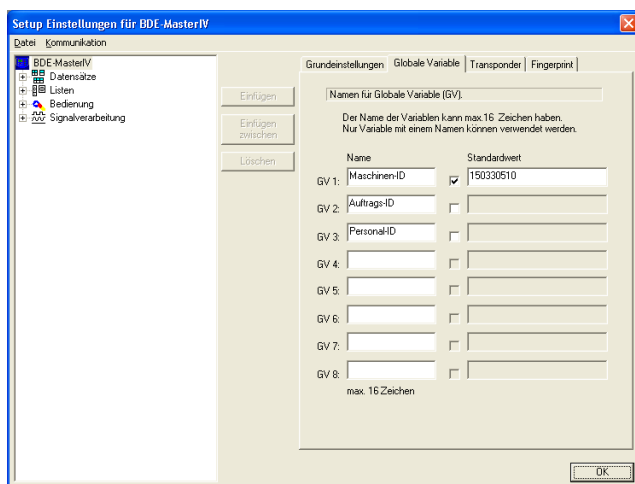 Setup Einstellungen für BDE-MasterIV
Datei Kommunikation
BDE-MasterIV
Datensätze
Listen
Bedienung
Signalverarbeitung
Einfügen
Einfügen
zwischen
Löschen
Grundeinstellungen Globale Variable Transponder Fingerprint
Namen für Globale Variable (GV).
Der Name der Variablen kann max.16 Zeichen haben.
Nur Variable mit einem Namen können verwendet werden.
Name Standardwert
GV 1: Maschinen-ID 150330510
GV 2: Auftrags-ID
GV 3: Personal-ID
GV 4:
GV 5:
GV 6:
GV 7:
GV 8:
max. 16 Zeichen
OK